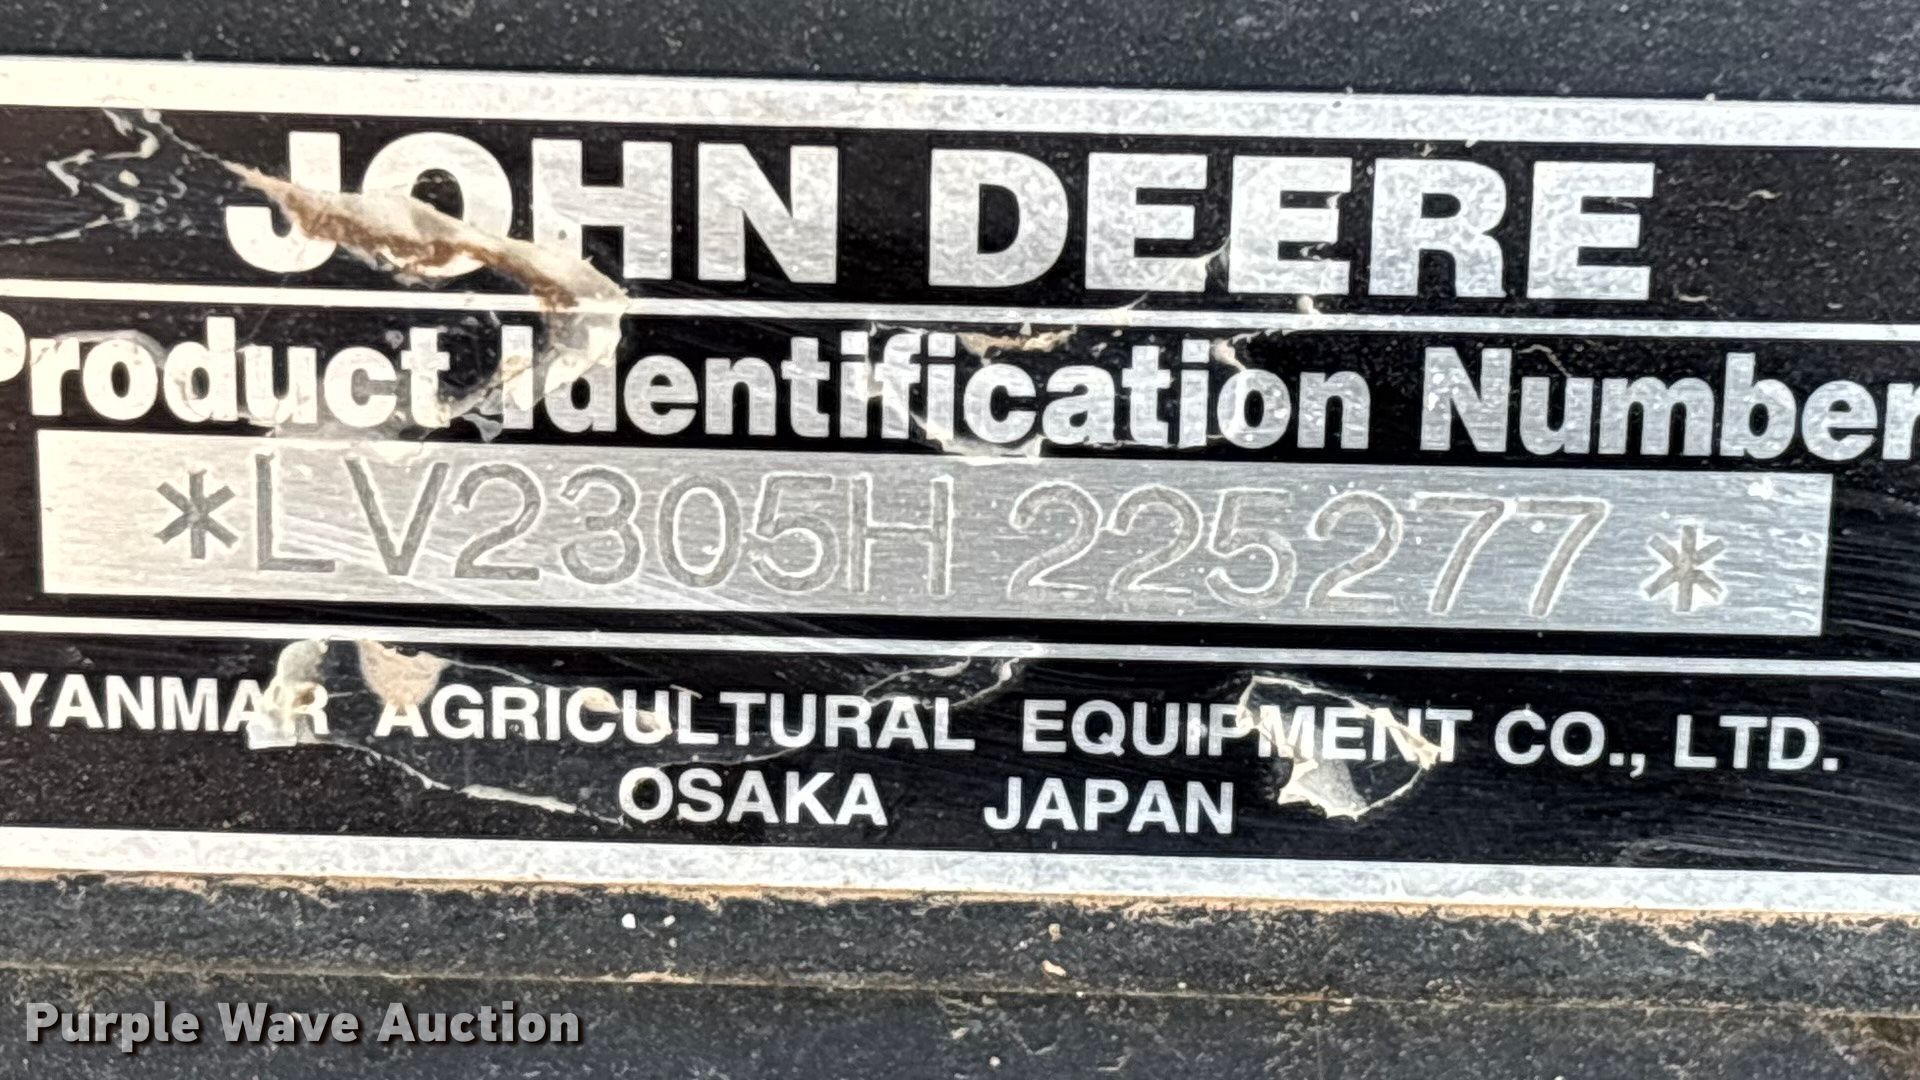 JOHN DEERE
Product Identification Number
*LV2305H 225277*
YANMAR AGRICULTURAL EQUIPMENT CO., LTD.
OSAKA JAPAN
Purple Wave Auction